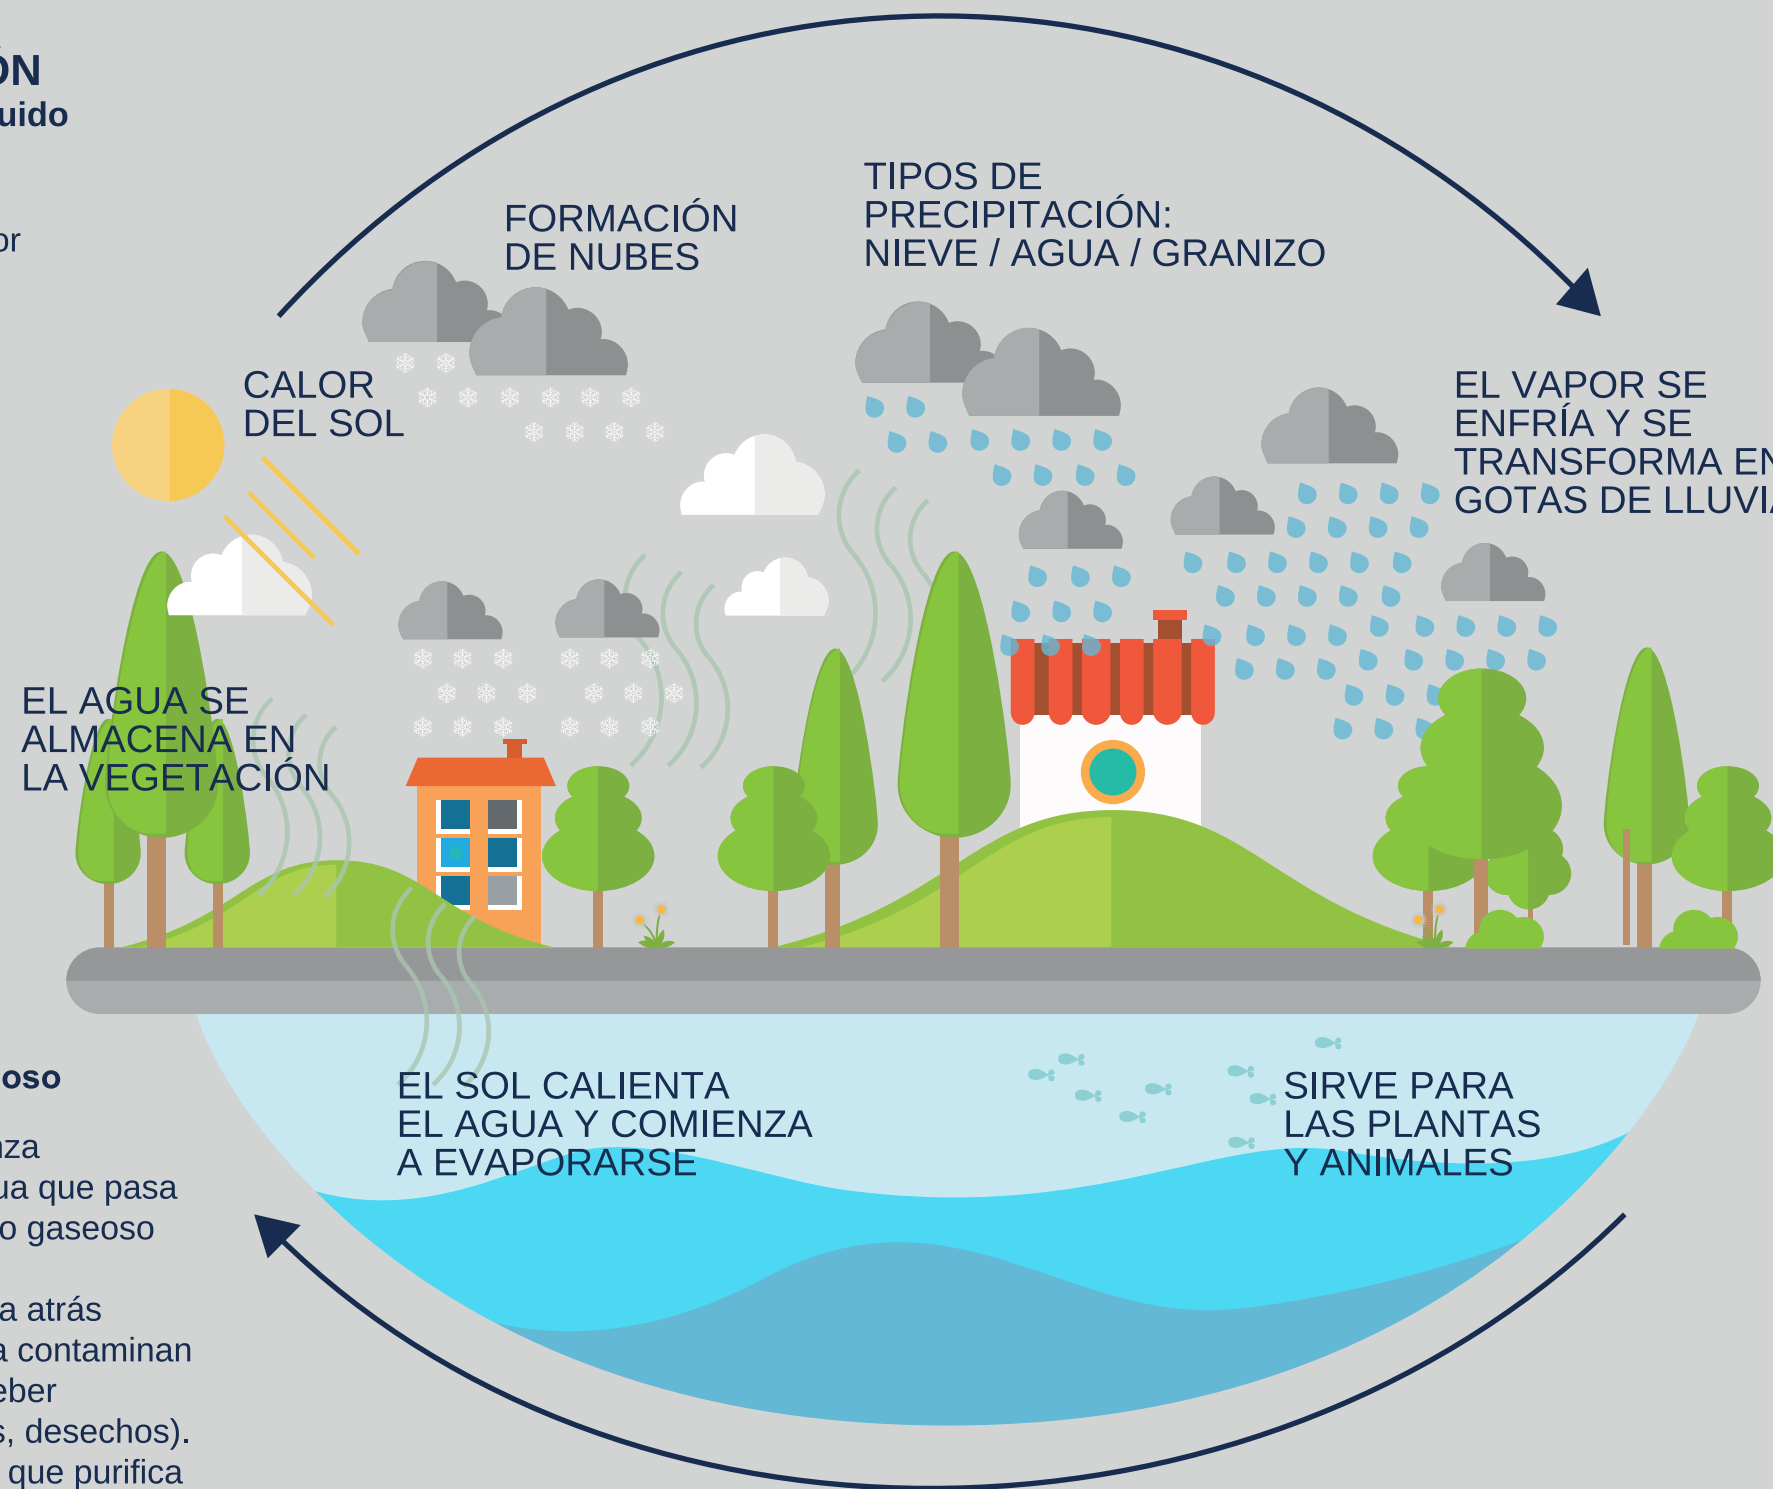 ÓN
uido
or
FORMACIÓN
DE NUBES
TIPOS DE
PRECIPITACIÓN:
NIEVE / AGUA / GRANIZO
CALOR
DEL SOL
EL VAPOR SE
ENFRÍA Y SE
TRANSFORMA EN
GOTAS DE LLUVIA
EL AGUA SE
ALMACENA EN
LA VEGETACIÓN
EL SOL CALIENTA
EL AGUA Y COMIENZA
A EVAPORARSE
SIRVE PARA
LAS PLANTAS
Y ANIMALES
oso
nza
ua que pasa
o gaseoso
a atrás
a contaminan
eber
s, desechos).
que purifica